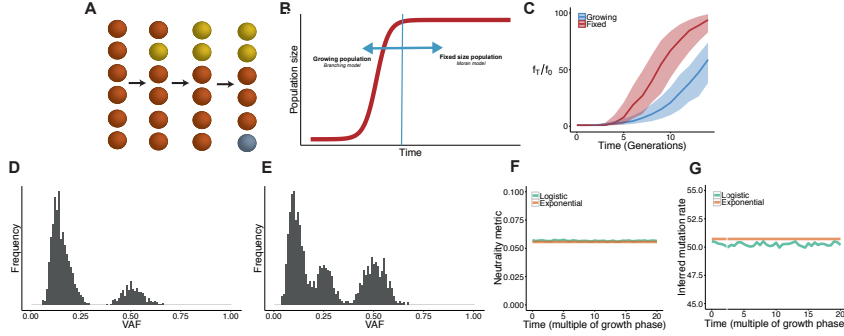 A
B
C
Population size
Growing population
Branching model
Fixed size population
Moran model
Time
fT/f0
Growing
Fixed
100
50
0
0 5 10
Time (Generations)
D
E
F
G
Frequency
0.00 0.25 0.50 0.75 1.00
VAF
Frequency
0.00 0.25 0.50 0.75 1.00
VAF
Neutrality metric
Logistic
Exponential
0.100
0.075
0.050
0.025
0.000
0 5 10 15 20
Time (multiple of growth phase)
Inferred mutation rate
Logistic
Exponential
55.0
52.5
50.0
47.5
45.0
0 5 10 15 20
Time (multiple of growth phase)